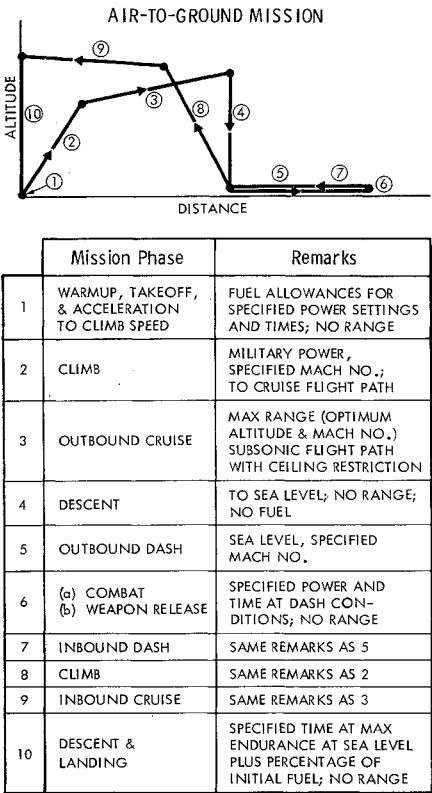 AIR-TO-GROUND MISSION
⑨
ALTITUDE
⑩
③
⑧
④
②
①
⑤
⑦
⑥
DISTANCE
Mission Phase
Remarks
1
WARMUP, TAKEOFF,
& ACCELERATION
TO CLIMB SPEED
FUEL ALLOWANCES FOR
SPECIFIED POWER SETTINGS
AND TIMES; NO RANGE
2
CLIMB
MILITARY POWER,
SPECIFIED MACH NO.;
TO CRUISE FLIGHT PATH
3
OUTBOUND CRUISE
MAX RANGE (OPTIMUM
ALTITUDE & MACH NO.)
SUBSONIC FLIGHT PATH
WITH CEILING RESTRICTION
4
DESCENT
TO SEA LEVEL; NO RANGE;
NO FUEL
5
OUTBOUND DASH
SEA LEVEL, SPECIFIED
MACH NO.
6
(a) COMBAT
(b) WEAPON RELEASE
SPECIFIED POWER AND
TIME AT DASH CON-
DITIONS; NO RANGE
7
INBOUND DASH
SAME REMARKS AS 5
8
CLIMB
SAME REMARKS AS 2
9
INBOUND CRUISE
SAME REMARKS AS 3
10
DESCENT &
LANDING
SPECIFIED TIME AT MAX
ENDURANCE AT SEA LEVEL
PLUS PERCENTAGE OF
INITIAL FUEL; NO RANGE